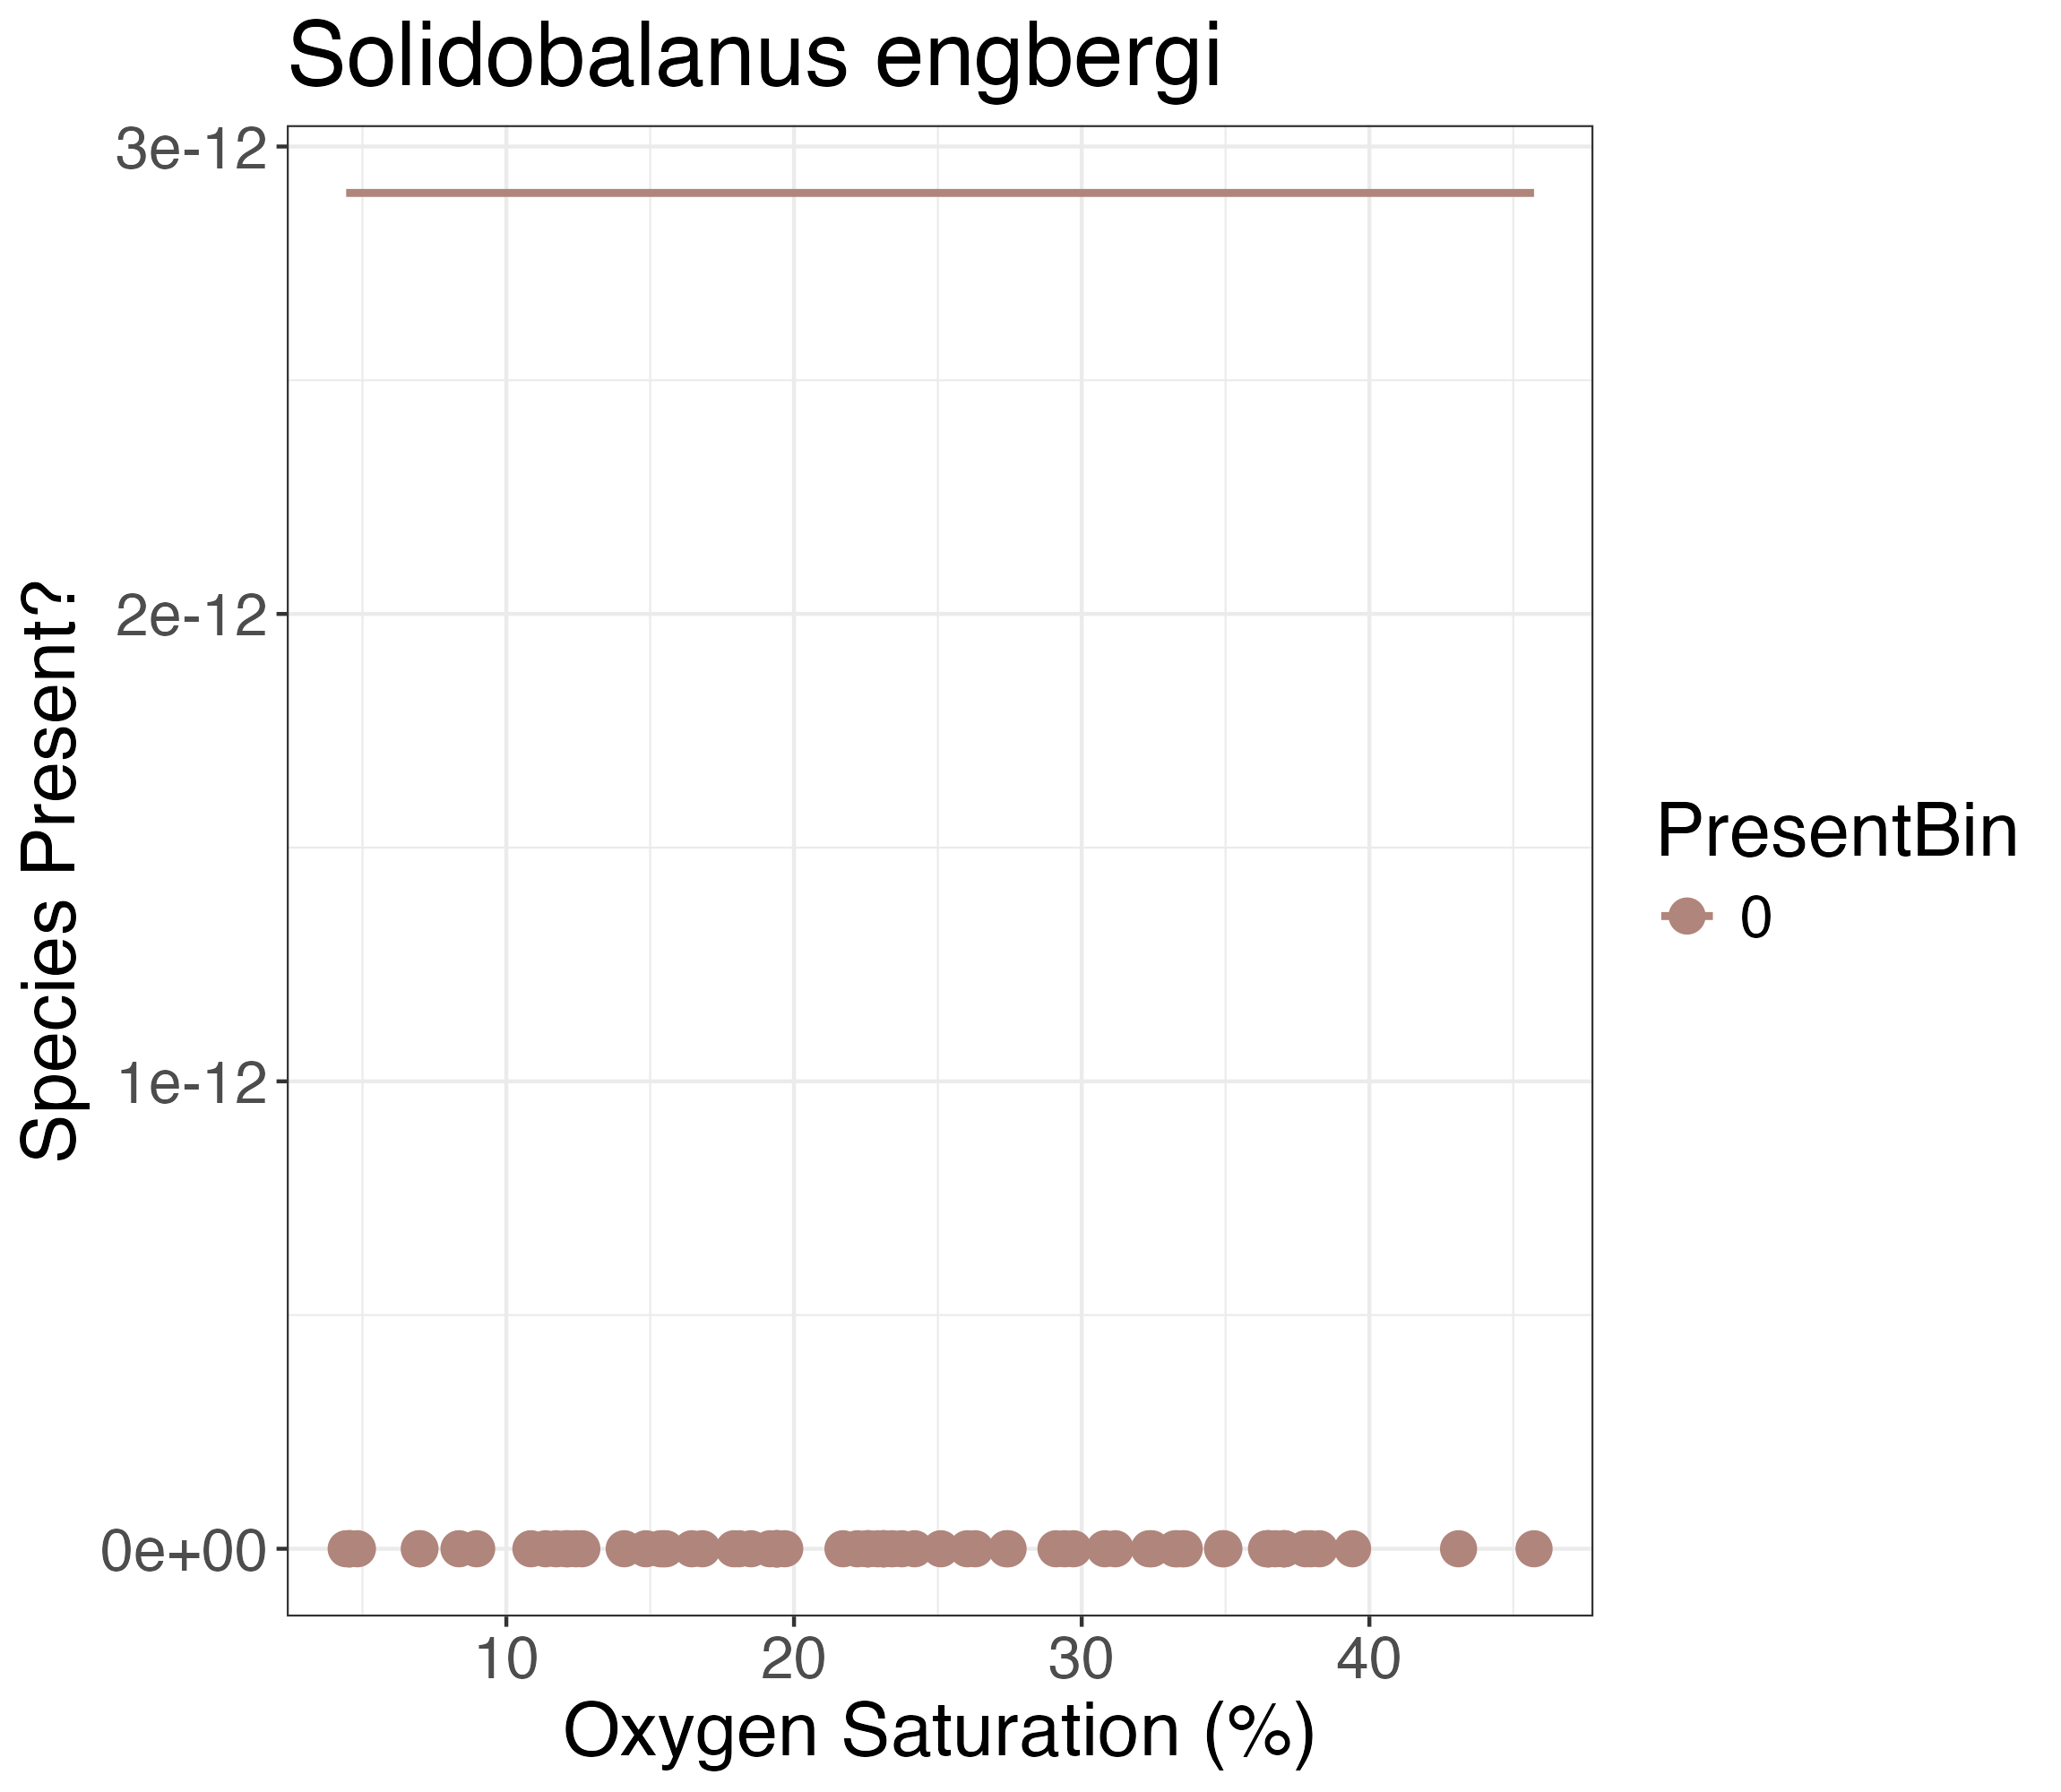 Solidobalanus engbergi
3e-12
2e-12
1e-12
0e+00
Species Present?
10 20 30 40
Oxygen Saturation (%)
PresentBin
0